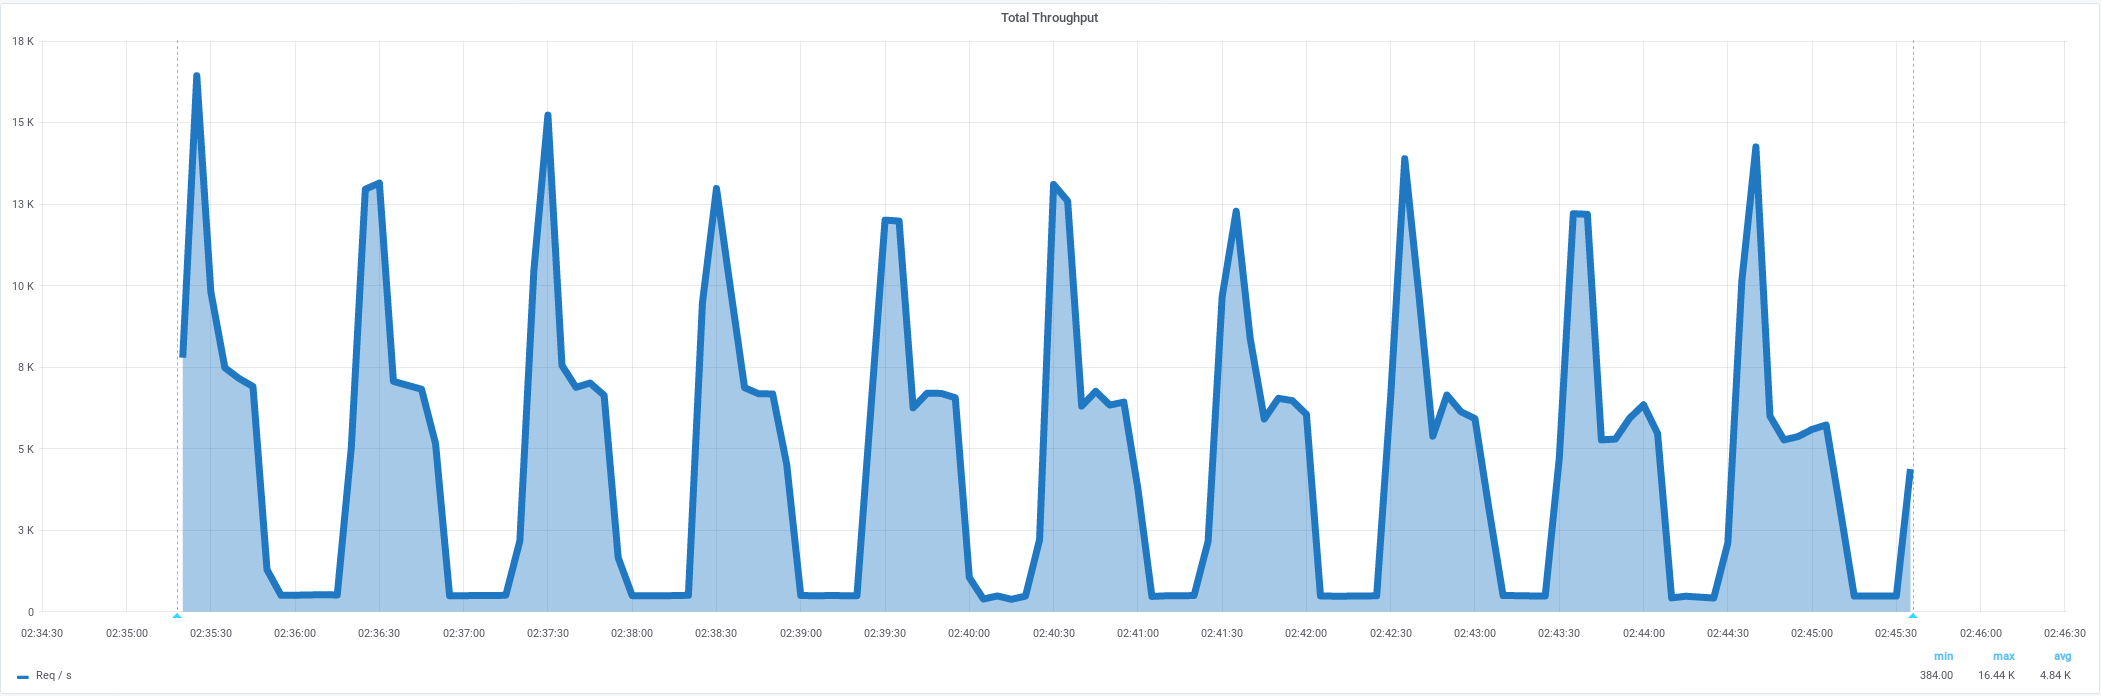 Total Throughput
18 K
15 K
13 K
10 K
8 K
5 K
3 K
0
02:34:30 02:35:00 02:35:30 02:36:00 02:36:30 02:37:00 02:37:30 02:38:00 02:38:30 02:39:00 02:39:30 02:40:00 02:40:30 02:41:00 02:41:30 02:42:00 02:42:30 02:43:00 02:43:30 02:44:00 02:44:30 02:45:00 02:45:30 02:46:00 02:46:30
min max avg
Req / s 384.00 16.44 K 4.84 K